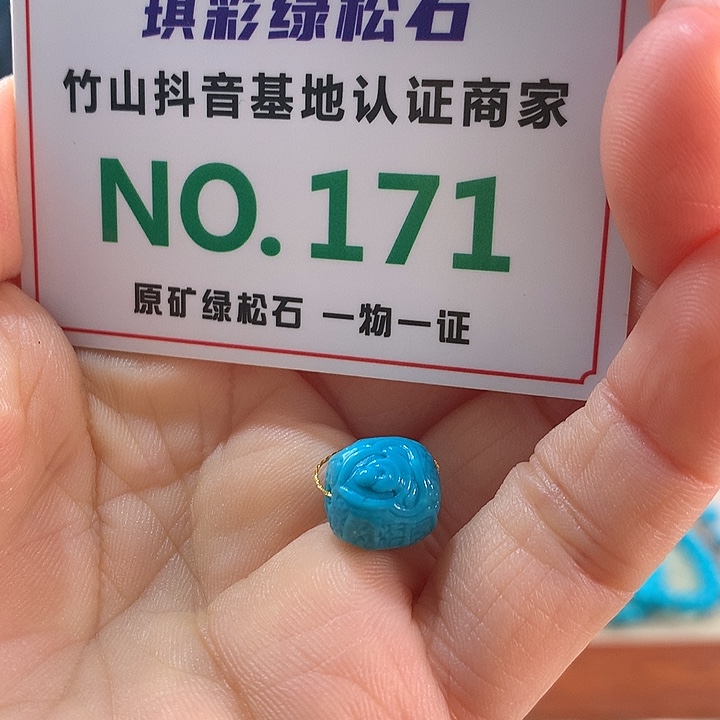 琪彩绿松石
竹山抖音基地认证商家
NO. 171
原矿绿松石 一物一证